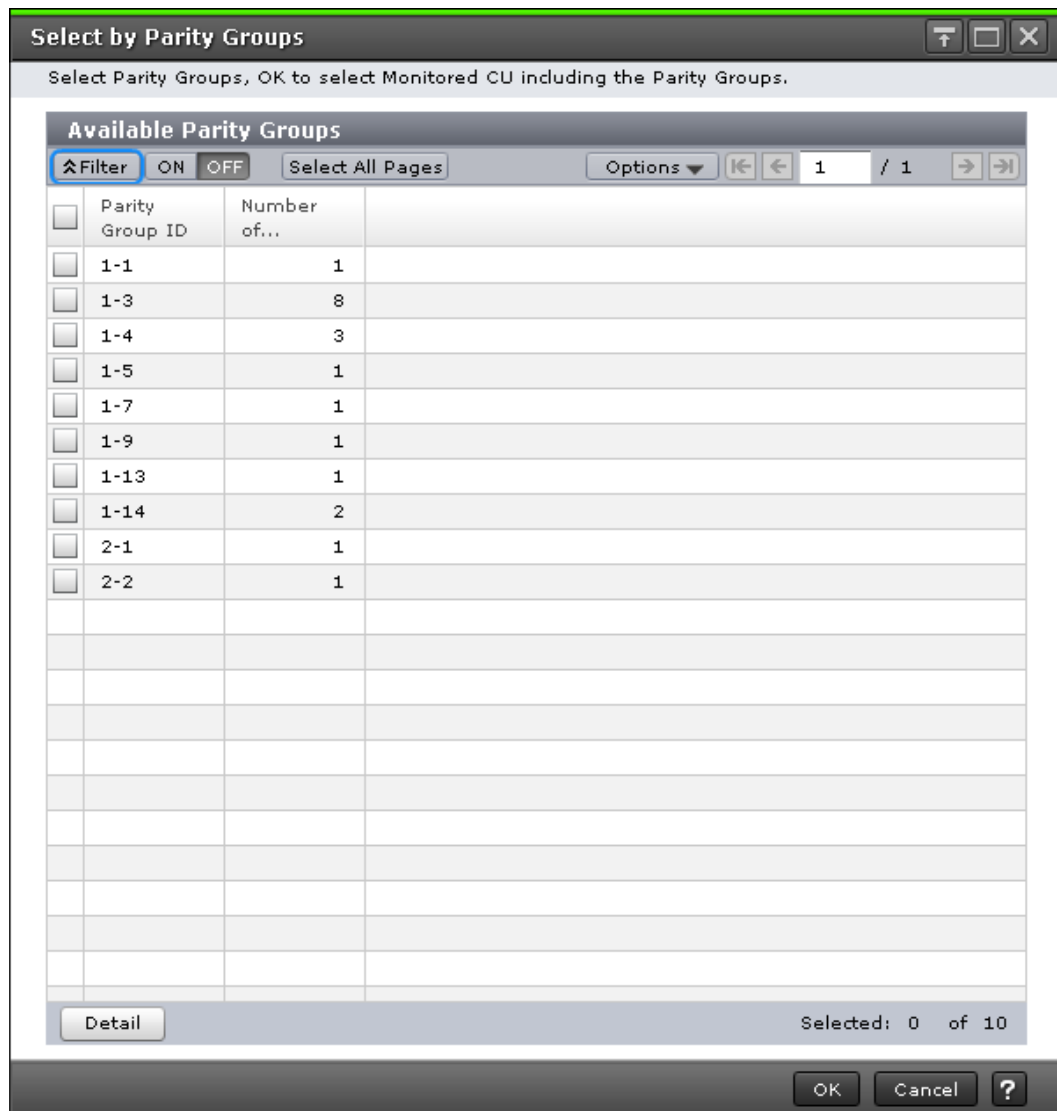 Select by Parity Groups
Select Parity Groups, OK to select Monitored CU including the Parity Groups.
Available Parity Groups
Filter ON OFF Select All Pages Options 1 / 1
Parity Group ID Number of...
1-1 1
1-3 8
1-4 3
1-5 1
1-7 1
1-9 1
1-13 1
1-14 2
2-1 1
2-2 1
Detail Selected: 0 of 10
OK Cancel ?